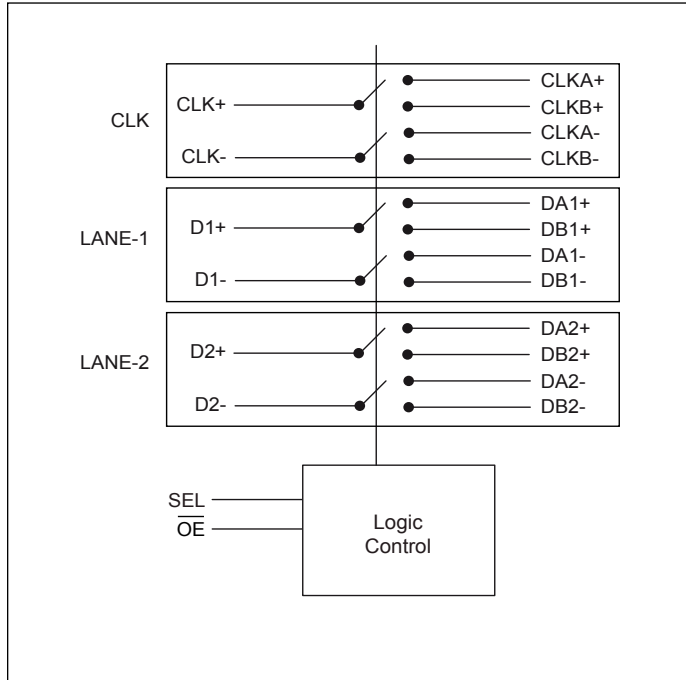 CLK
CLK+
CLK-
CLKA+
CLKB+
CLKA-
CLKB-
LANE-1
D1+
D1-
DA1+
DB1+
DA1-
DB1-
LANE-2
D2+
D2-
DA2+
DB2+
DA2-
DB2-
SEL
O̅E̅
Logic
Control